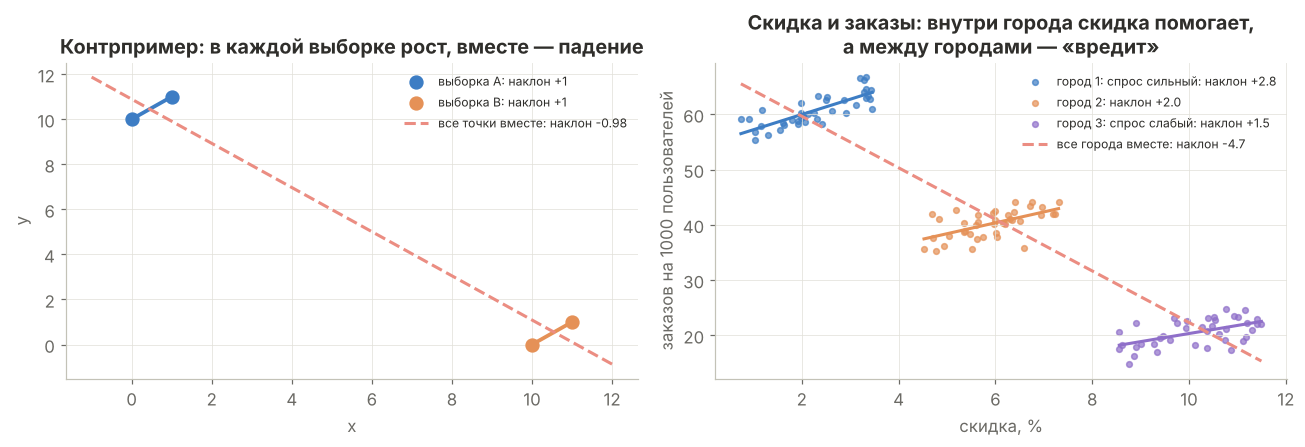 Контрпример: в каждой выборке рост, вместе — падение
выборка A: наклон +1
выборка B: наклон +1
все точки вместе: наклон -0.98
12
10
8
6
4
2
0
y
0 2 4 6 8 10 12
x
Скидка и заказы: внутри города скидка помогает,
а между городами — «вредит»
город 1: спрос сильный: наклон +2.8
город 2: наклон +2.0
город 3: спрос слабый: наклон +1.5
все города вместе: наклон -4.7
60
50
40
30
20
заказов на 1000 пользователей
2 4 6 8 10 12
скидка, %